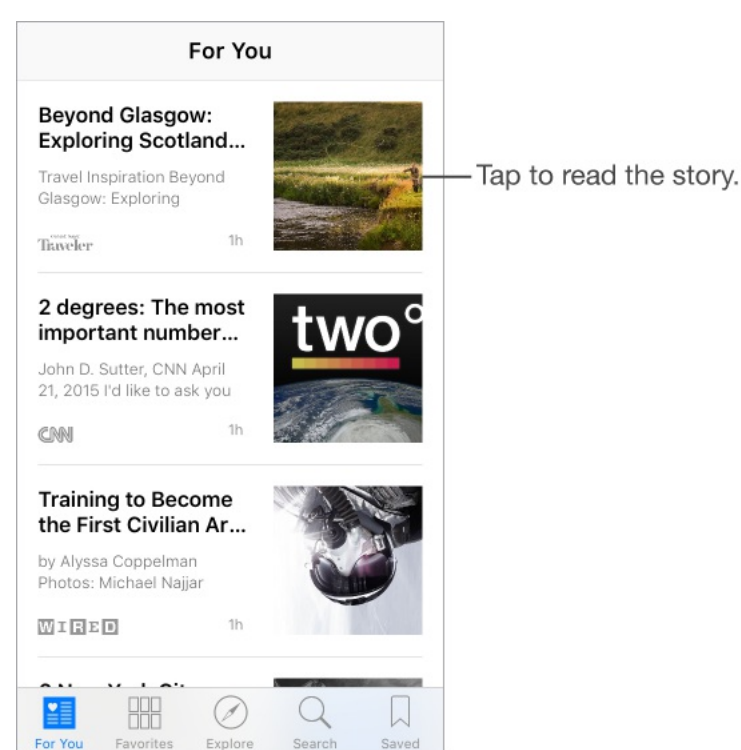 For You
Beyond Glasgow:
Exploring Scotland...
Travel Inspiration Beyond
Glasgow: Exploring
Traveler
1h
Tap to read the story.
2 degrees: The most
important number...
John D. Sutter, CNN April
21, 2015 I'd like to ask you
CNN
1h
two°
Training to Become
the First Civilian Ar...
by Alyssa Coppelman
Photos: Michael Najjar
WIRED
1h
For You
Favorites
Explore
Search
Saved